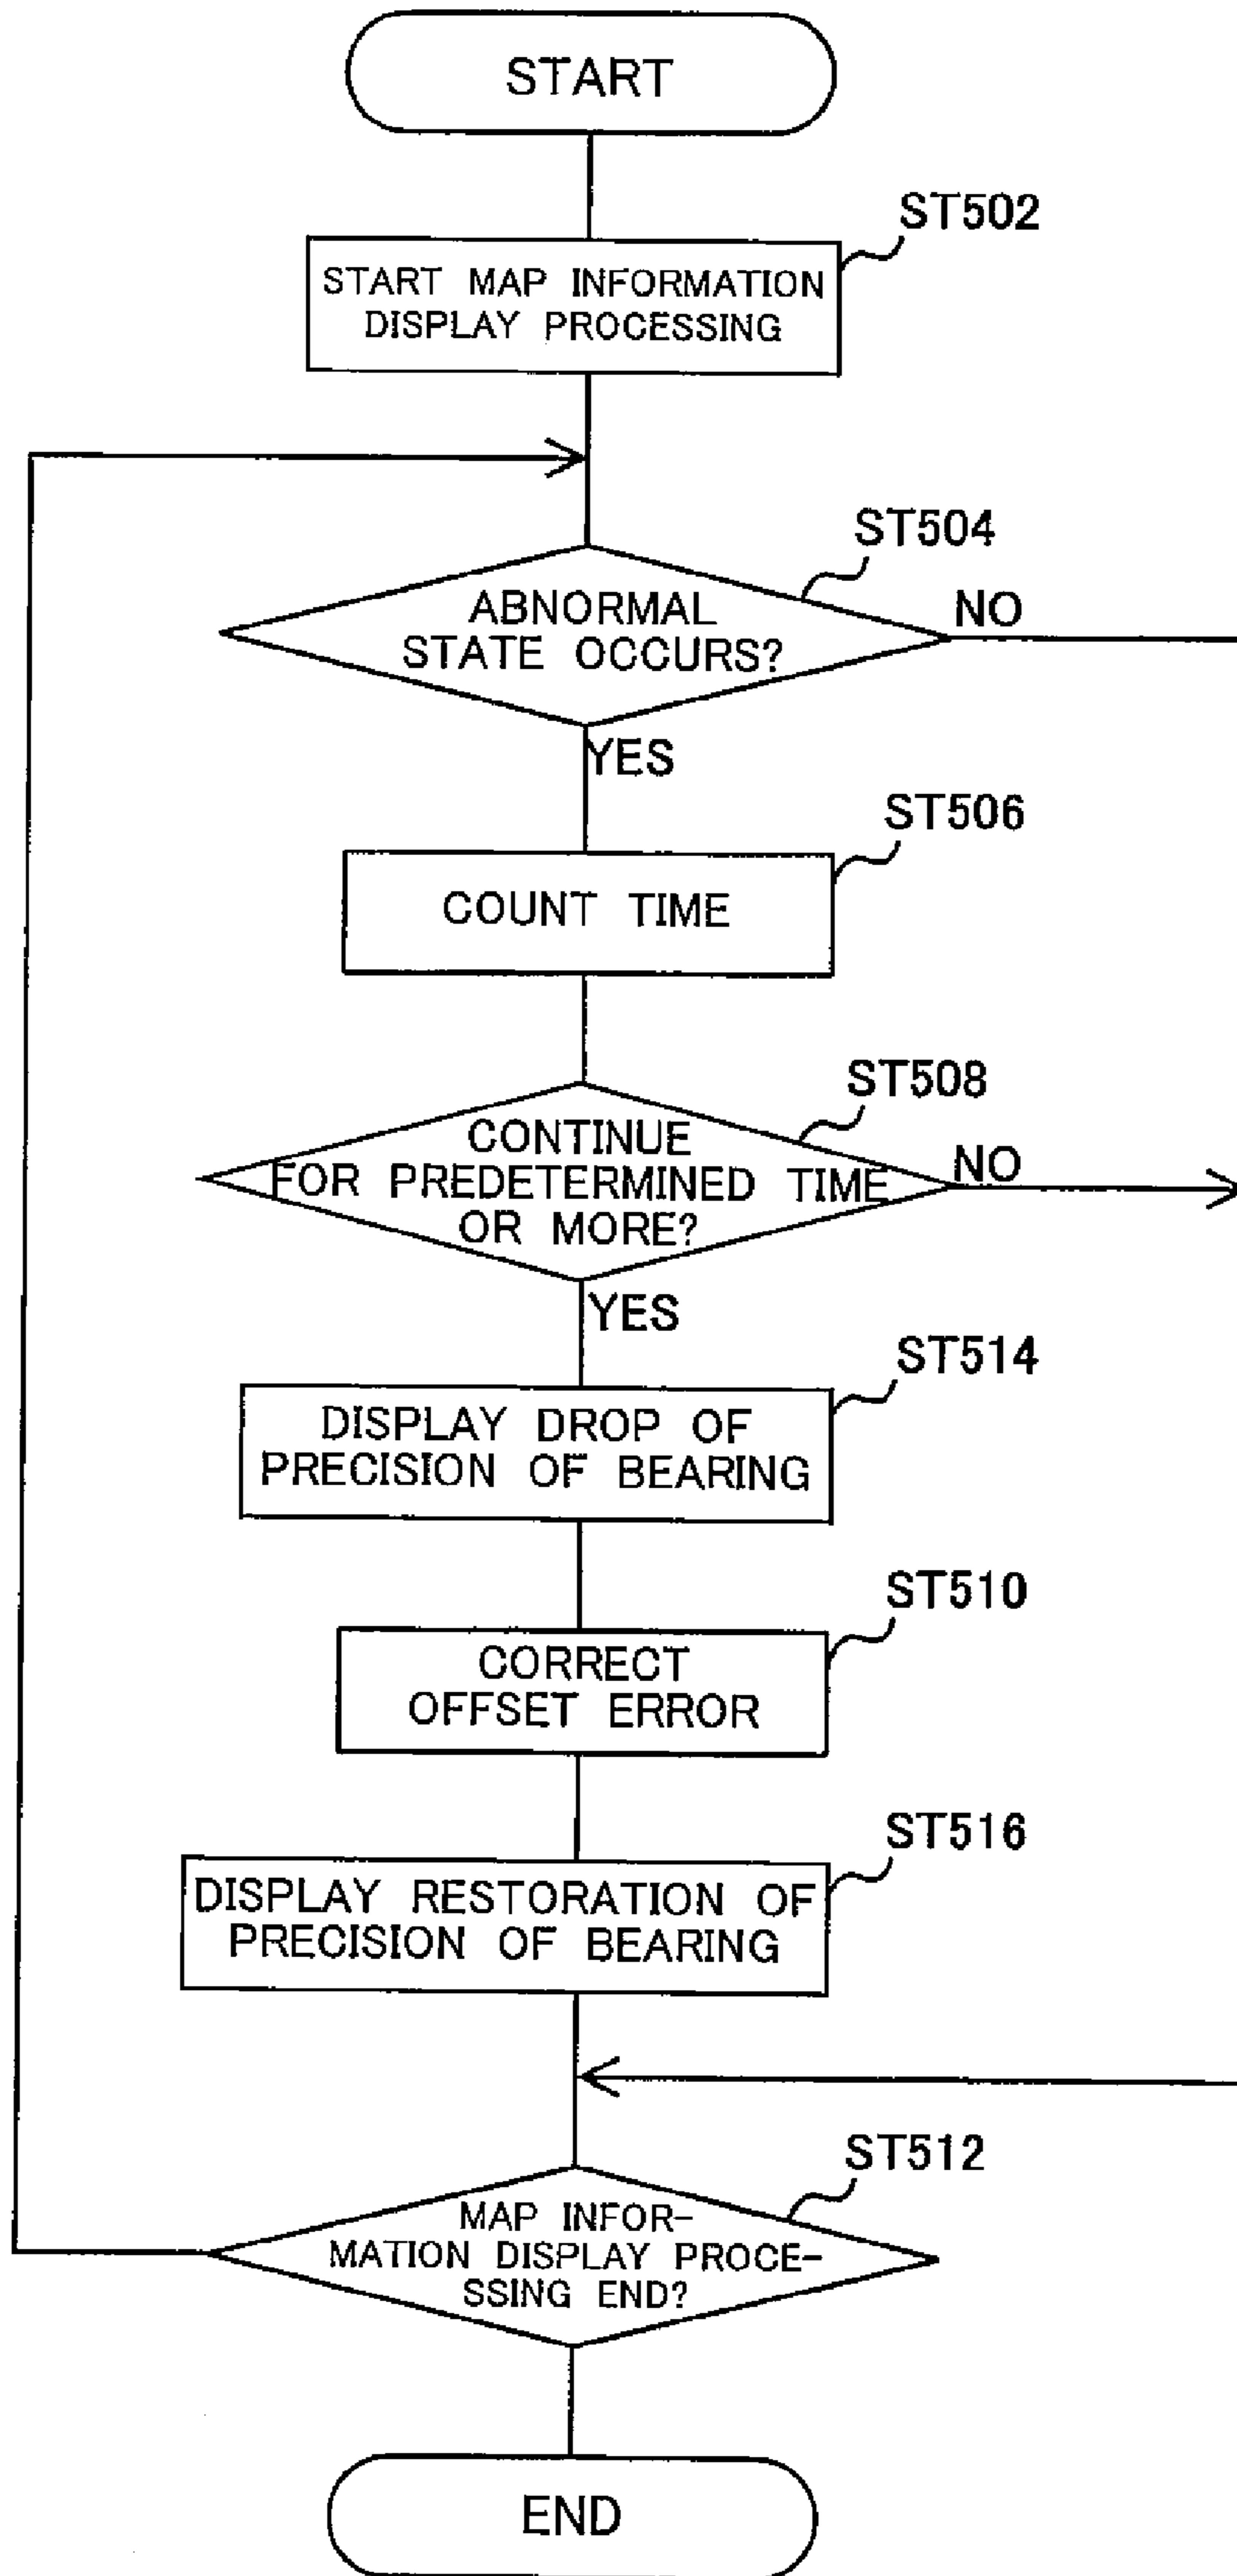 START
ST502
START MAP INFORMATION
DISPLAY PROCESSING
ST504
ABNORMAL
STATE OCCURS?
NO
YES
ST506
COUNT TIME
ST508
CONTINUE
FOR PREDETERMINED TIME
OR MORE?
NO
YES
ST514
DISPLAY DROP OF
PRECISION OF BEARING
ST510
CORRECT
OFFSET ERROR
ST516
DISPLAY RESTORATION OF
PRECISION OF BEARING
ST512
MAP INFOR-
MATION DISPLAY PROCE-
SSING END?
END